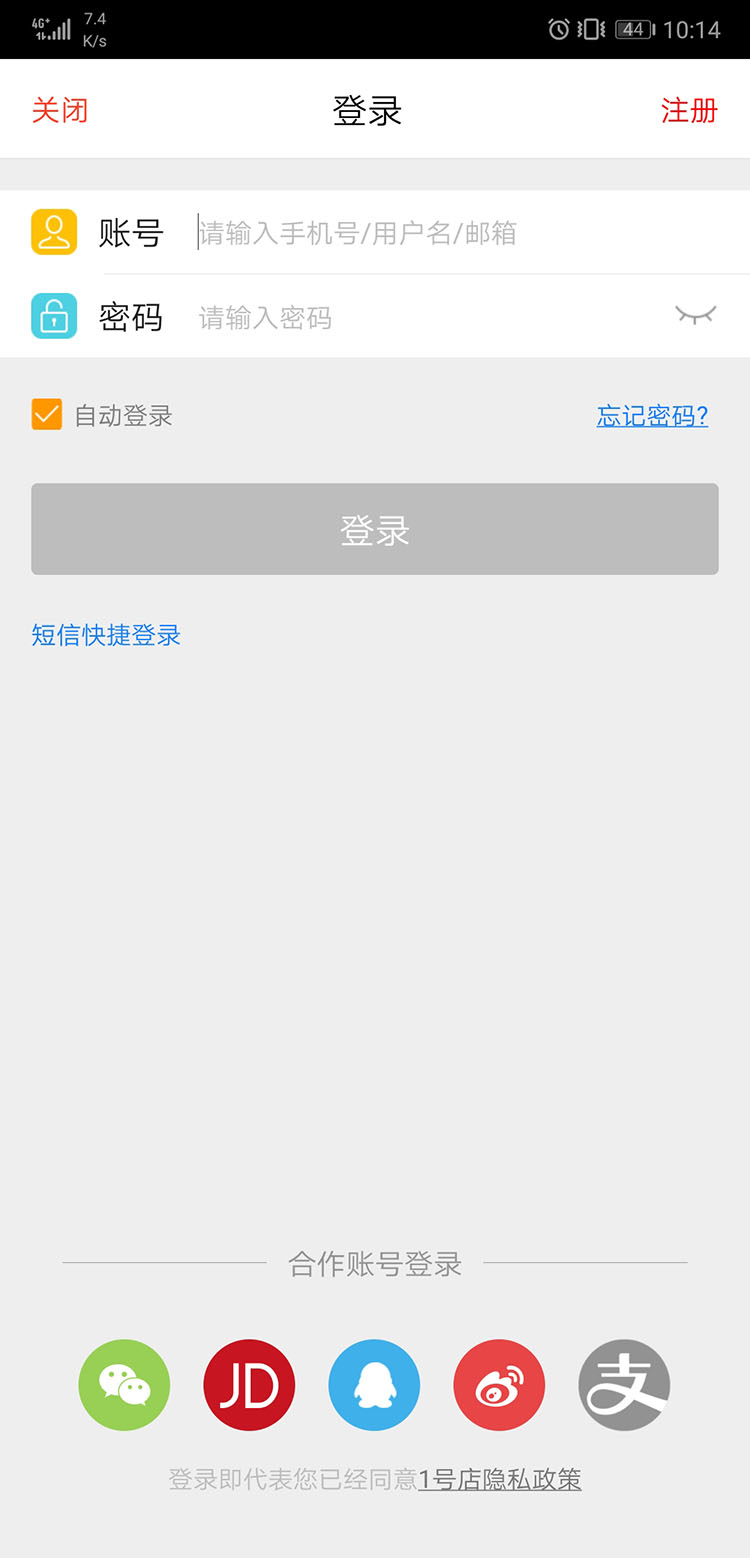 4G+ 7.4 K/s 44 10:14
关闭 登录 注册
账号 请输入手机号/用户名/邮箱
密码 请输入密码
自动登录 忘记密码?
登录
短信快捷登录
合作账号登录
JD 支
登录即代表您已经同意1号店隐私政策